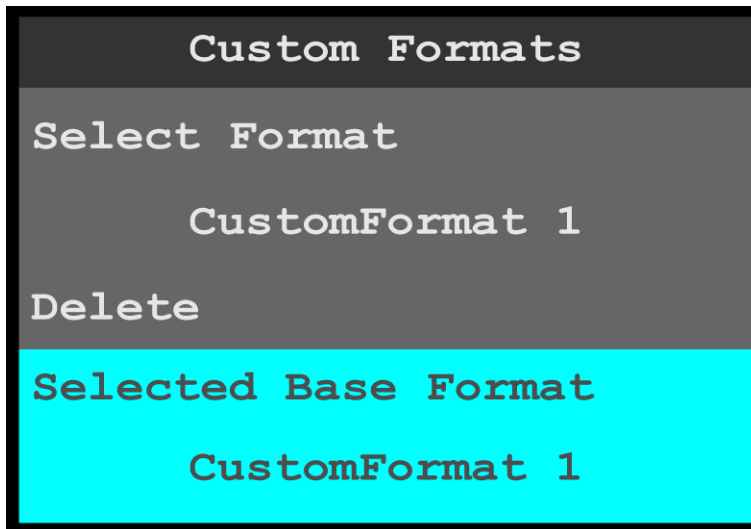 Custom Formats
Select Format
CustomFormat 1
Delete
Selected Base Format
CustomFormat 1